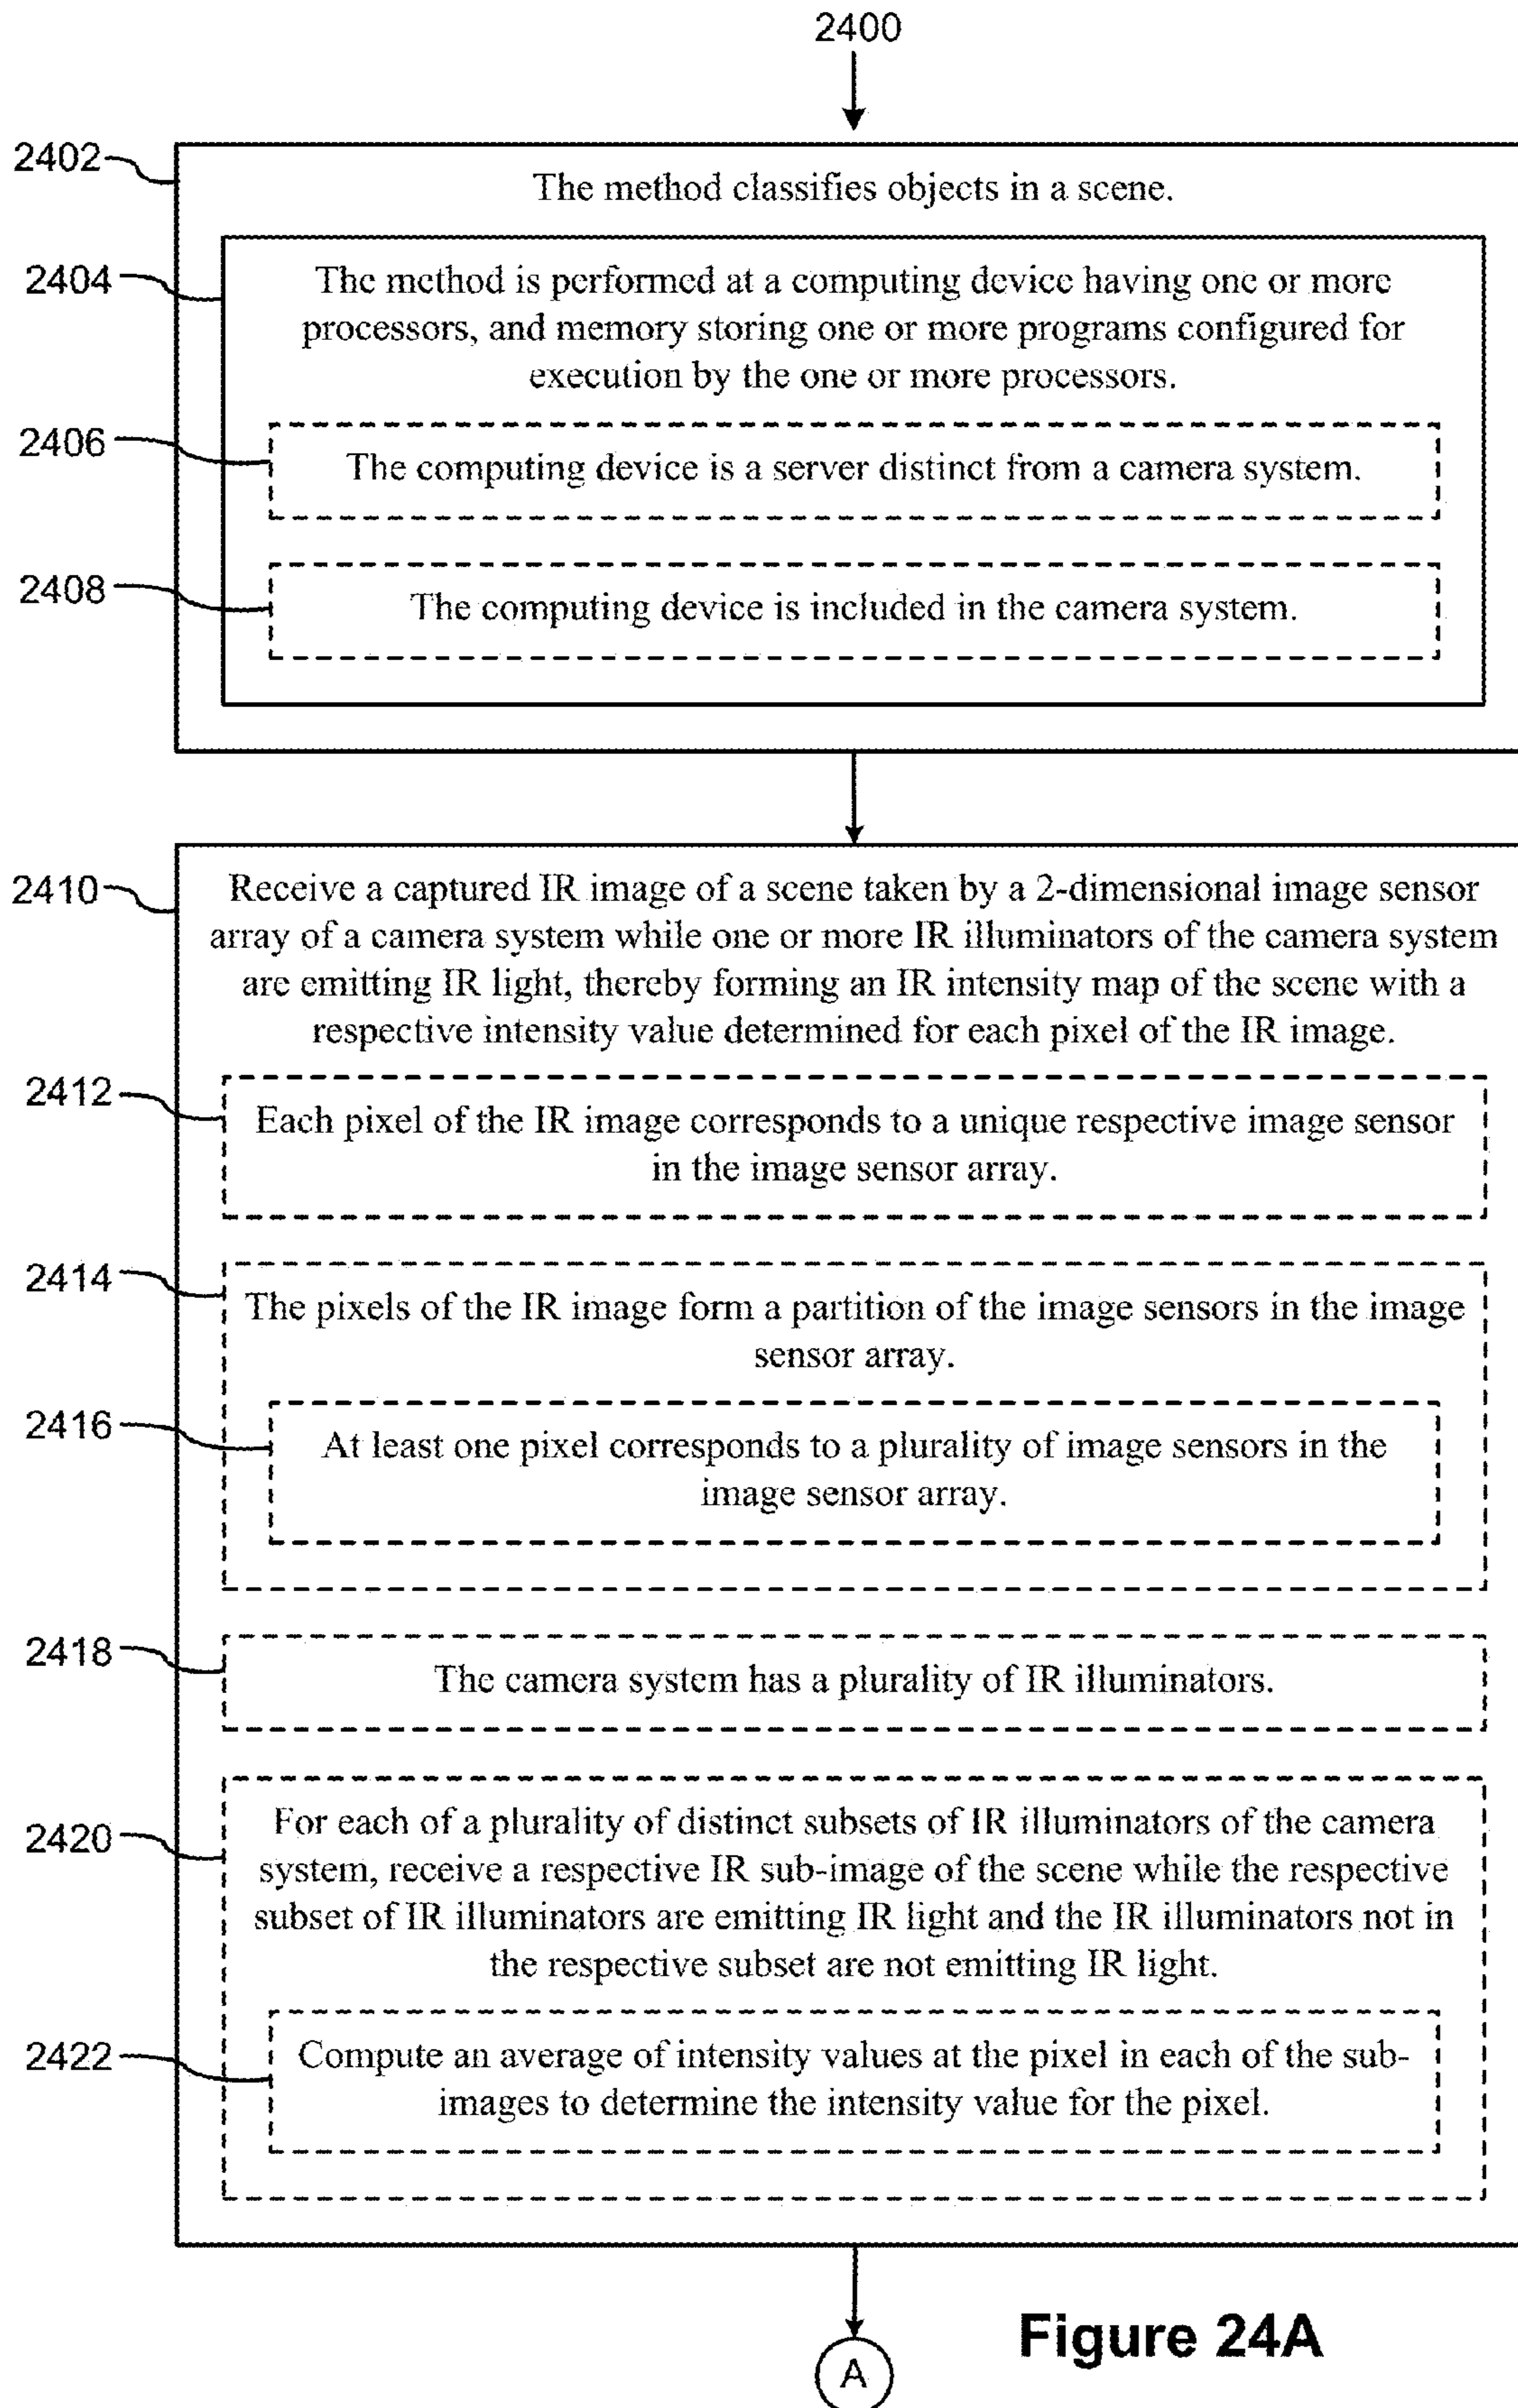 2400
2402
The method classifies objects in a scene.
2404
The method is performed at a computing device having one or more
processors, and memory storing one or more programs configured for
execution by the one or more processors.
2406
The computing device is a server distinct from a camera system.
2408
The computing device is included in the camera system.
2410
Receive a captured IR image of a scene taken by a 2-dimensional image sensor
array of a camera system while one or more IR illuminators of the camera system
are emitting IR light, thereby forming an IR intensity map of the scene with a
respective intensity value determined for each pixel of the IR image.
2412
Each pixel of the IR image corresponds to a unique respective image sensor
in the image sensor array.
2414
The pixels of the IR image form a partition of the image sensors in the image
sensor array.
2416
At least one pixel corresponds to a plurality of image sensors in the
image sensor array.
2418
The camera system has a plurality of IR illuminators.
2420
For each of a plurality of distinct subsets of IR illuminators of the camera
system, receive a respective IR sub-image of the scene while the respective
subset of IR illuminators are emitting IR light and the IR illuminators not in
the respective subset are not emitting IR light.
2422
Compute an average of intensity values at the pixel in each of the sub-
images to determine the intensity value for the pixel.
Figure 24A
A